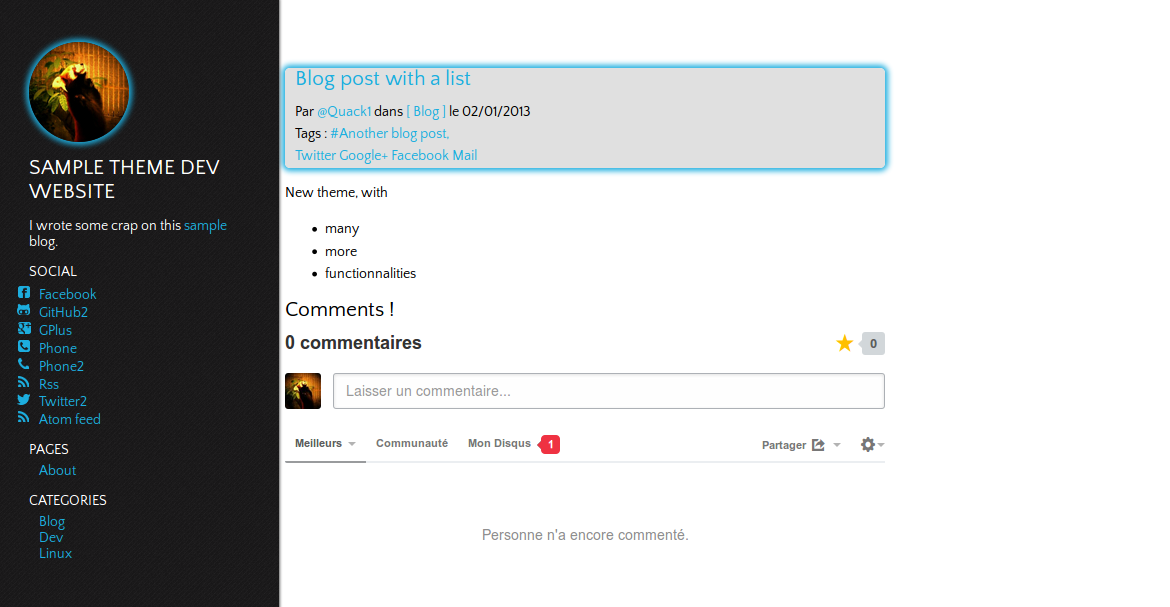 SAMPLE THEME DEV
WEBSITE
I wrote some crap on this sample
blog.
SOCIAL
Facebook
GitHub2
GPlus
Phone
Phone2
Rss
Twitter2
Atom feed
PAGES
About
CATEGORIES
Blog
Dev
Linux
Blog post with a list
Par @Quack1 dans [ Blog ] le 02/01/2013
Tags : #Another blog post,
Twitter Google+ Facebook Mail
New theme, with
• many
• more
• functionnalities
Comments !
0 commentaires
0
Laisser un commentaire...
Meilleurs Communauté Mon Disqus 1 Partager
Personne n'a encore commenté.